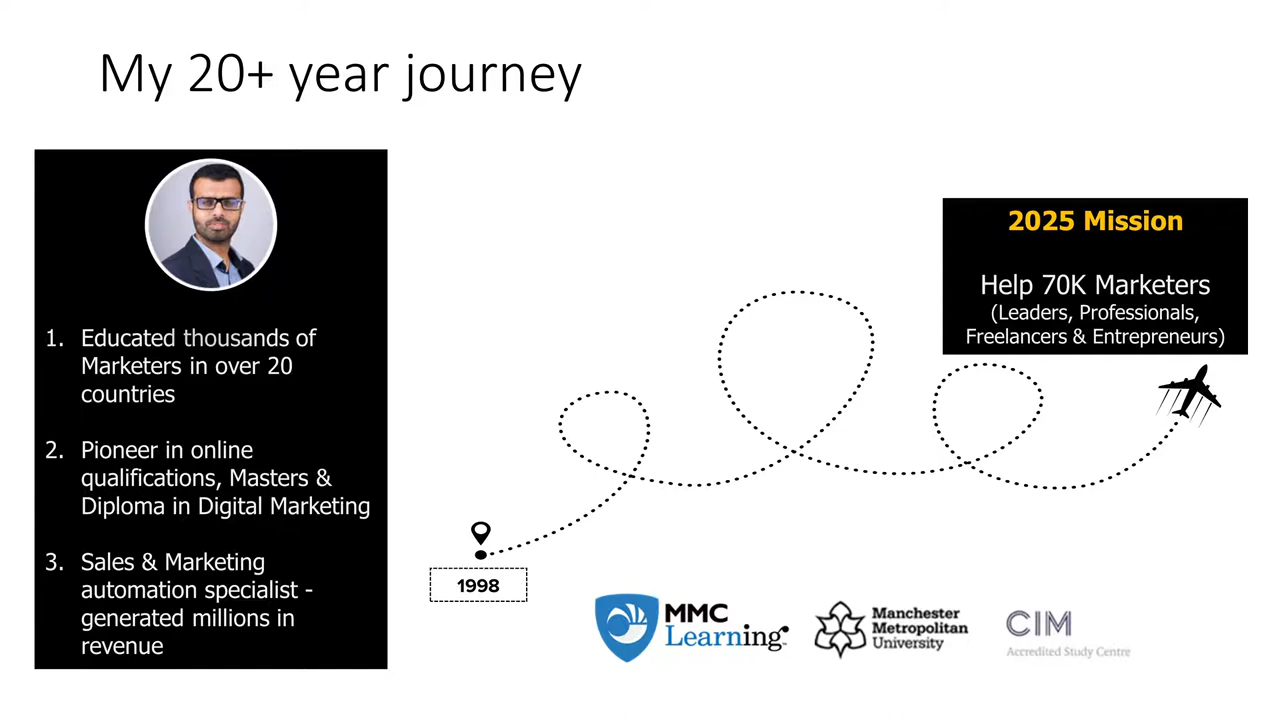 My 20+ year journey
1. Educated thousands of
Marketers in over 20
countries
2. Pioneer in online
qualifications, Masters &
Diploma in Digital Marketing
3. Sales & Marketing
automation specialist -
generated millions in
revenue
2025 Mission
Help 70K Marketers
(Leaders, Professionals,
Freelancers & Entrepreneurs)
1998
MMC
Learning™
Manchester
Metropolitan
University
CIM
Accredited Study Centre